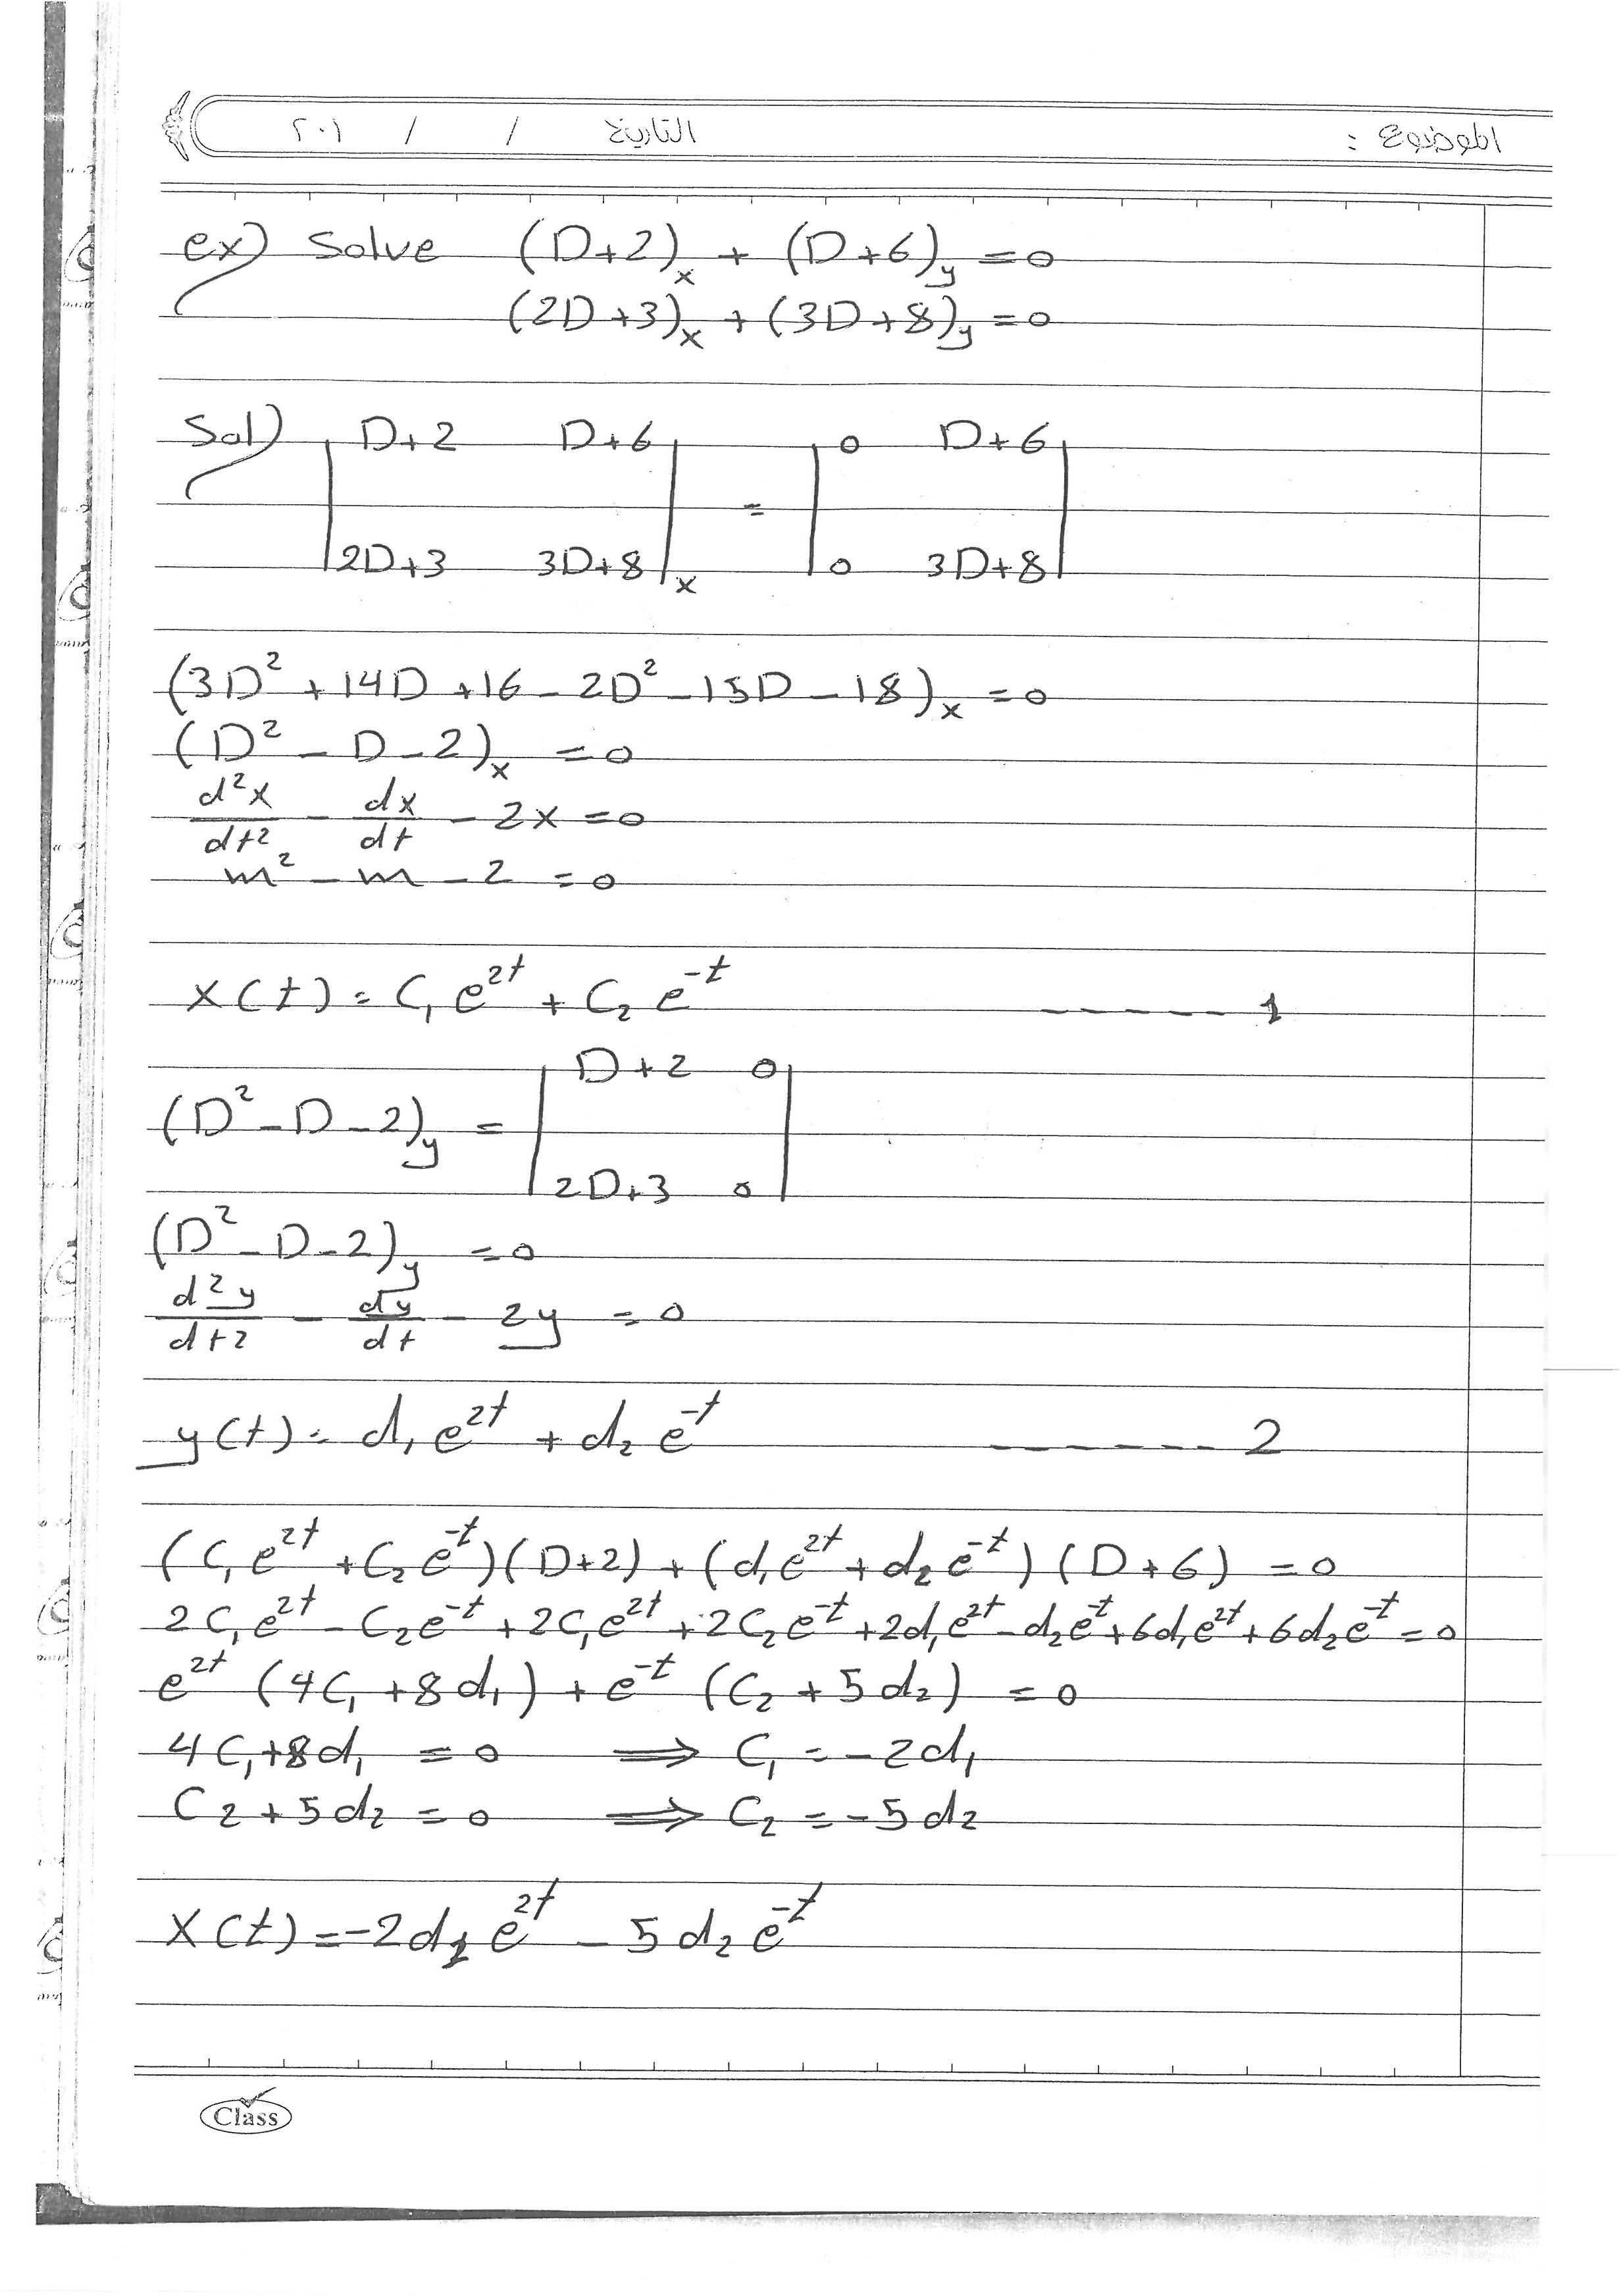 الموضوع : التاريخ / / ٢٠١
ex) Solve (D+2)x + (D+6)y = 0
(2D+3)x + (3D+8)y = 0
Sol) | D+2 D+6 | = | 0 D+6 |
| 2D+3 3D+8 |x | 0 3D+8 |
(3D² + 14D + 16 - 2D² - 15D - 18)x = 0
(D² - D - 2)x = 0
d²x/dt² - dx/dt - 2x = 0
m² - m - 2 = 0
x(t) = C₁ e^2t + C₂ e^-t ------ 1
(D² - D - 2)y = | D+2 0 |
| 2D+3 0 |
(D² - D - 2)y = 0
d²y/dt² - dy/dt - 2y = 0
y(t) = d₁ e^2t + d₂ e^-t ------ 2
(C₁ e^2t + C₂ e^-t)(D+2) + (d₁ e^2t + d₂ e^-t)(D+6) = 0
2C₁ e^2t - C₂ e^-t + 2C₁ e^2t + 2C₂ e^-t + 2d₁ e^2t - d₂ e^-t + 6d₁ e^2t + 6d₂ e^-t = 0
e^2t (4C₁ + 8d₁) + e^-t (C₂ + 5d₂) = 0
4C₁ + 8d₁ = 0 ⟹ C₁ = -2d₁
C₂ + 5d₂ = 0 ⟹ C₂ = -5d₂
x(t) = -2d₁ e^2t - 5d₂ e^-t
Class